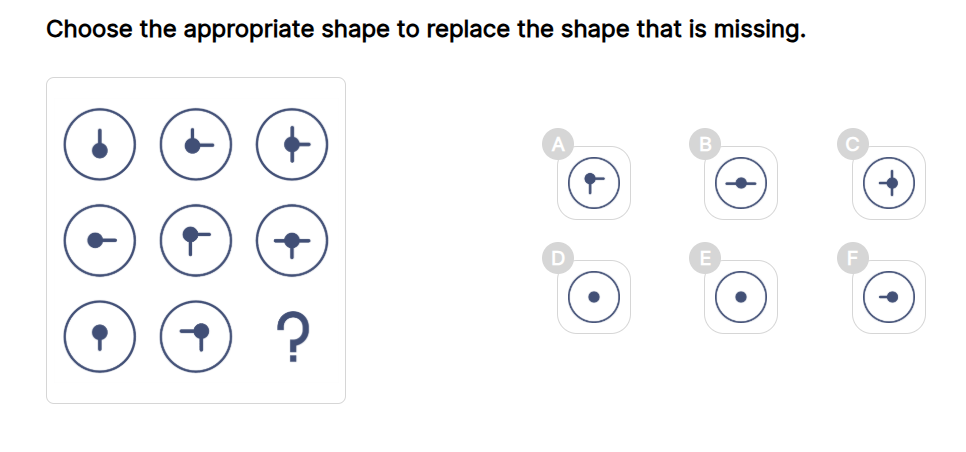 Choose the appropriate shape to replace the shape that is missing.
A B C
?
D E F